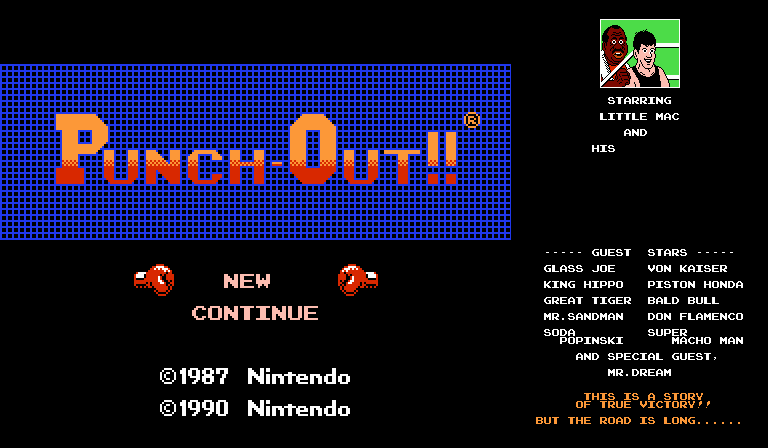 PUNCH-OUT!!®
NEW
CONTINUE
©1987 Nintendo
©1990 Nintendo
STARRING
LITTLE MAC
AND
HIS
----- GUEST STARS -----
GLASS JOE VON KAISER
KING HIPPO PISTON HONDA
GREAT TIGER BALD BULL
MR.SANDMAN DON FLAMENCO
SODA SUPER
POPINSKI MACHO MAN
AND SPECIAL GUEST,
MR.DREAM
THIS IS A STORY
OF TRUE VICTORY!!
BUT THE ROAD IS LONG......